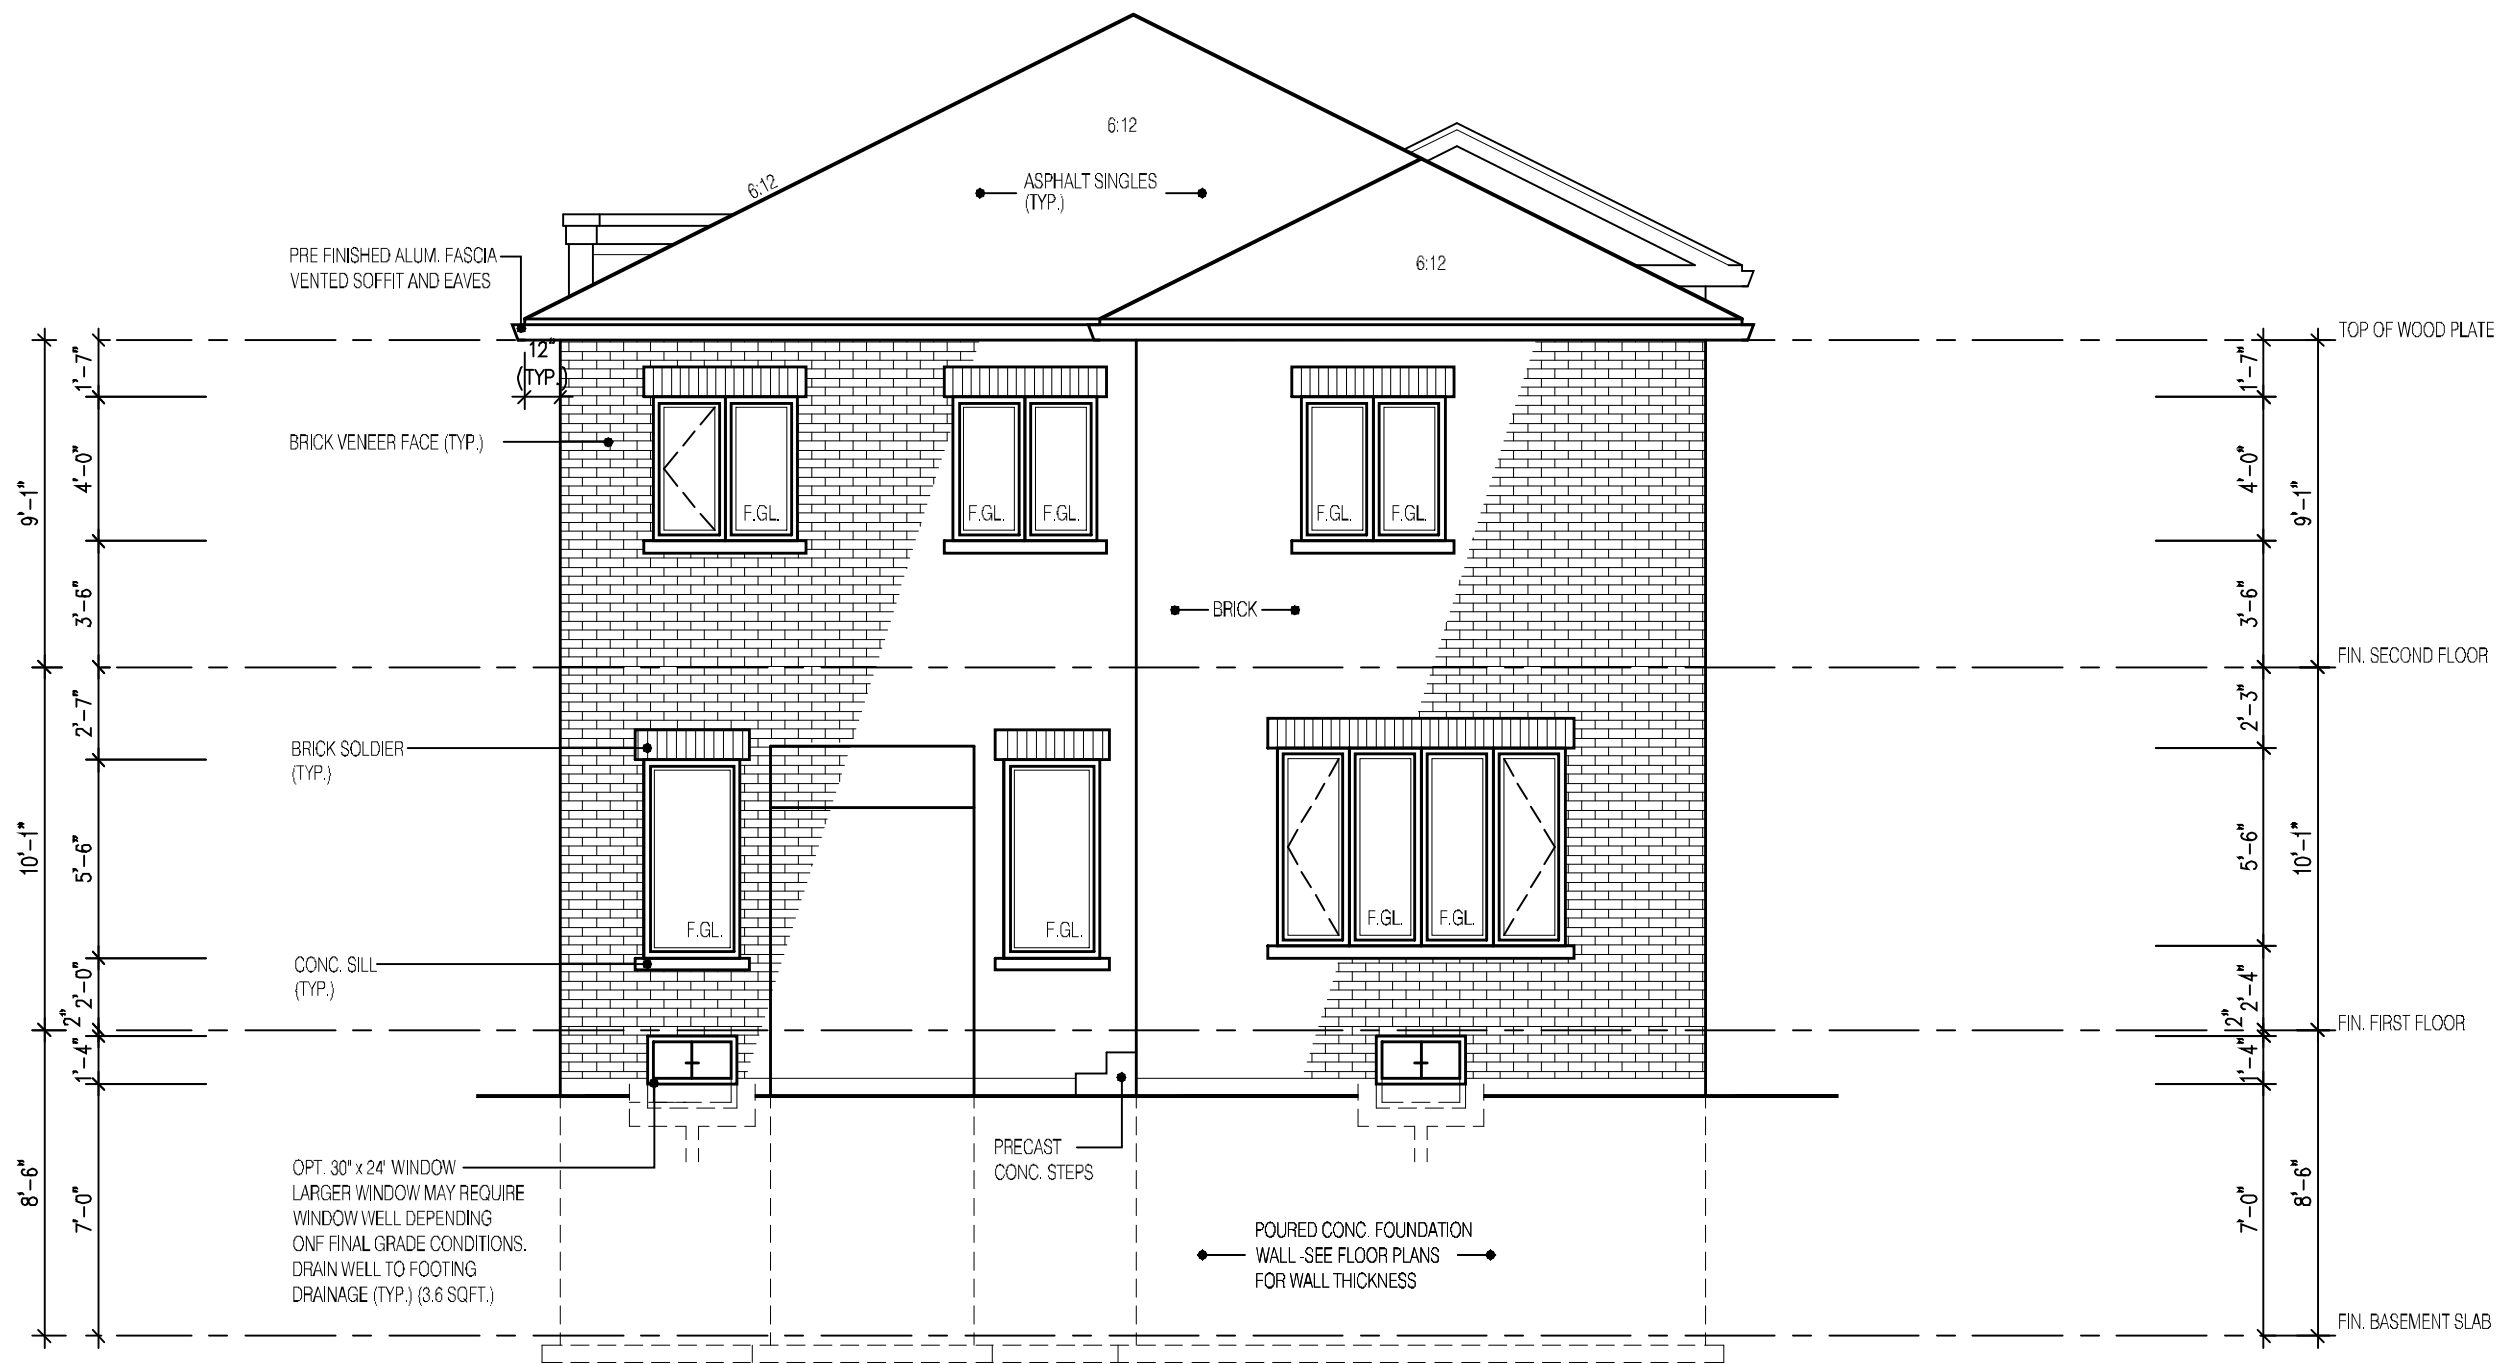 6:12
6:12
ASPHALT SINGLES
(TYP.)
PRE FINISHED ALUM. FASCIA
VENTED SOFFIT AND EAVES
6:12
TOP OF WOOD PLATE
12"
(TYP.)
1'-7"
1'-7"
BRICK VENEER FACE (TYP.)
4'-0"
9'-1"
F.GL.
F.GL.
F.GL.
F.GL.
F.GL.
4'-0"
9'-1"
3'-6"
BRICK
3'-6"
FIN. SECOND FLOOR
2'-7"
2'-3"
BRICK SOLDIER
(TYP.)
10'-1"
5'-6"
5'-6"
10'-1"
F.GL.
F.GL.
F.GL.
F.GL.
CONC. SILL
(TYP.)
2'-0"
2'-4"
2"
2"
FIN. FIRST FLOOR
1'-4"
1'-4"
PRECAST
CONC. STEPS
OPT. 30" x 24' WINDOW
LARGER WINDOW MAY REQUIRE
WINDOW WELL DEPENDING
ONF FINAL GRADE CONDITIONS.
DRAIN WELL TO FOOTING
DRAINAGE (TYP.) (3.6 SQFT.)
8'-6"
7'-0"
POURED CONC. FOUNDATION
WALL -SEE FLOOR PLANS
FOR WALL THICKNESS
7'-0"
8'-6"
FIN. BASEMENT SLAB